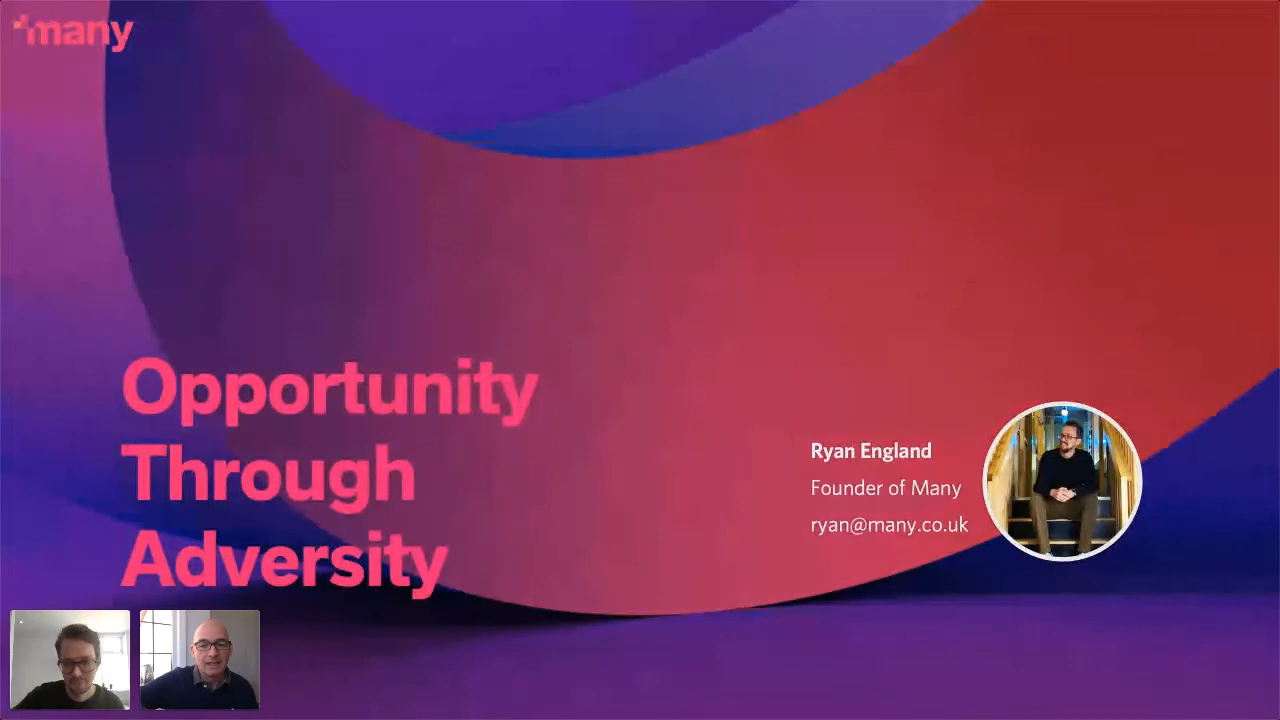 many
Opportunity
Through
Adversity
Ryan England
Founder of Many
ryan@many.co.uk